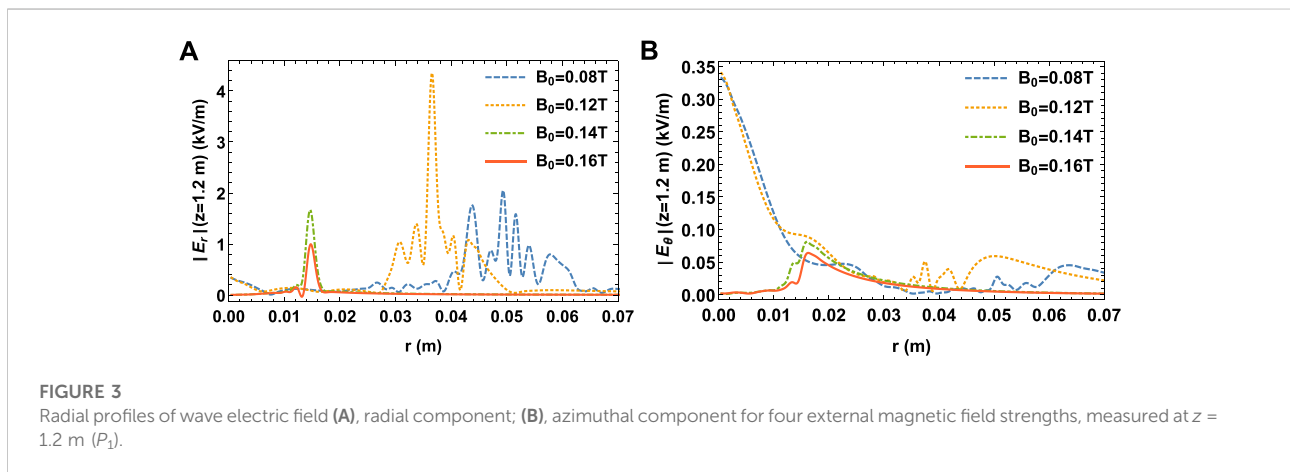 A
B₀=0.08T
B₀=0.12T
B₀=0.14T
B₀=0.16T
4
3
2
1
0
| Eᵣ | (z=1.2 m) (kV/m)
0.00 0.01 0.02 0.03 0.04 0.05 0.06 0.07
r (m)
B
B₀=0.08T
B₀=0.12T
B₀=0.14T
B₀=0.16T
0.35
0.30
0.25
0.20
0.15
0.10
0.05
0.00
| E_θ | (z=1.2 m) (kV/m)
0.00 0.01 0.02 0.03 0.04 0.05 0.06 0.07
r (m)
FIGURE 3
Radial profiles of wave electric field (A), radial component; (B), azimuthal component for four external magnetic field strengths, measured at z =
1.2 m (P₁).